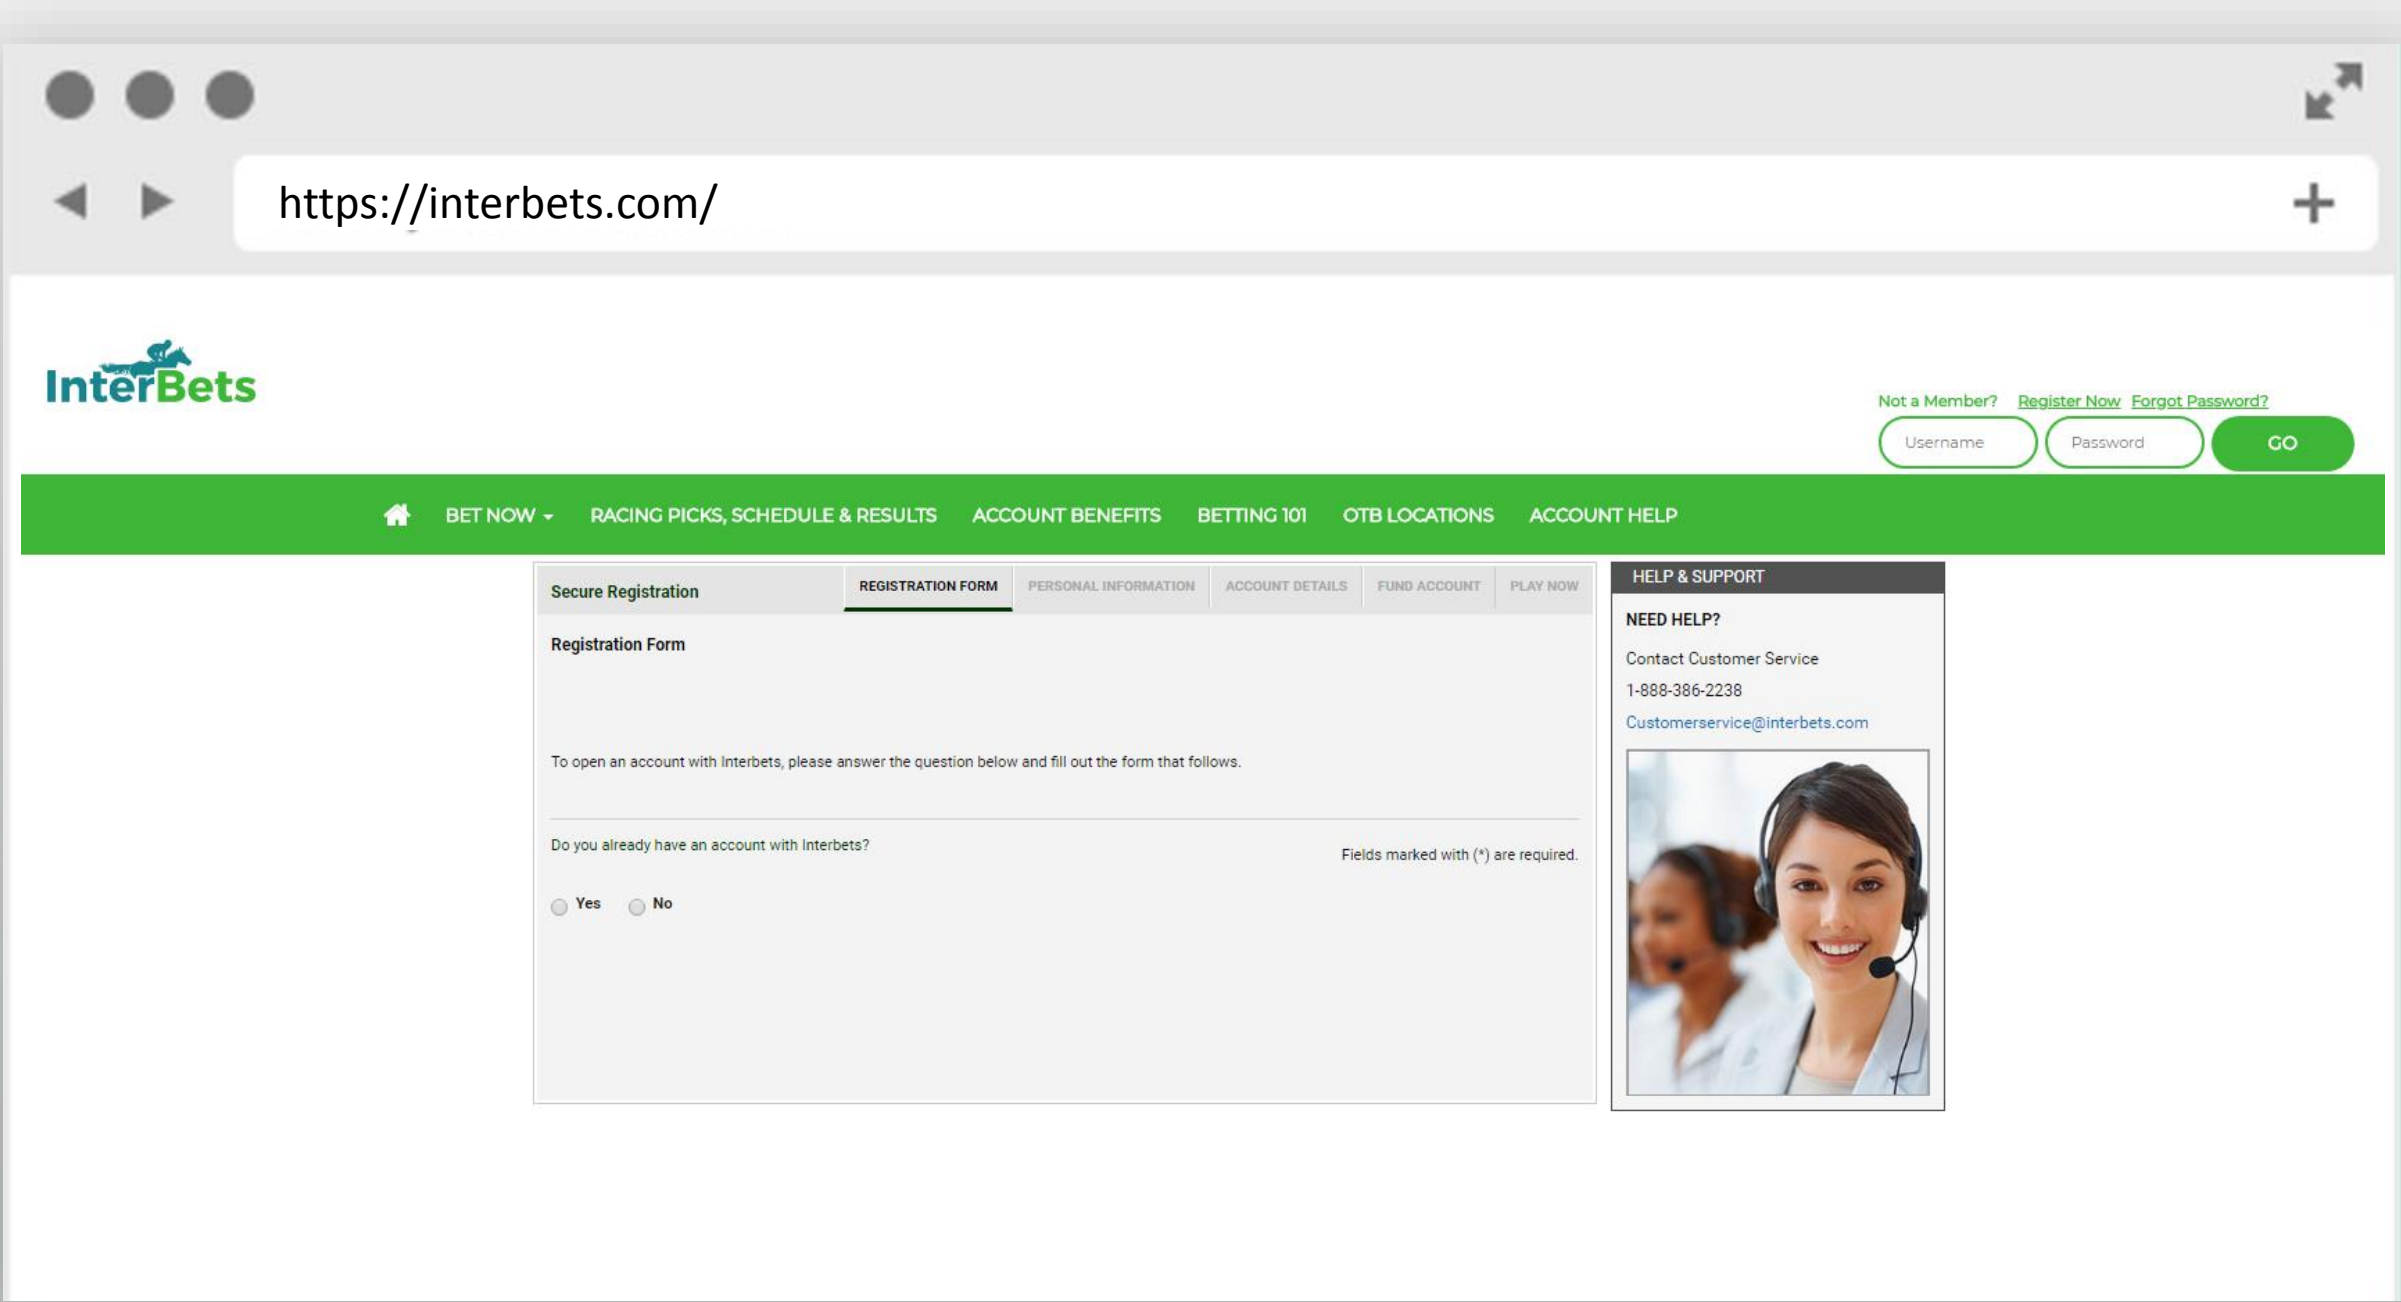 https://interbets.com/
InterBets
Not a Member? Register Now Forgot Password?
Username Password GO
BET NOW RACING PICKS, SCHEDULE & RESULTS ACCOUNT BENEFITS BETTING 101 OTB LOCATIONS ACCOUNT HELP
Secure Registration REGISTRATION FORM PERSONAL INFORMATION ACCOUNT DETAILS FUND ACCOUNT PLAY NOW
Registration Form
To open an account with Interbets, please answer the question below and fill out the form that follows.
Do you already have an account with Interbets?
Fields marked with (*) are required.
Yes No
HELP & SUPPORT
NEED HELP?
Contact Customer Service
1-888-386-2238
Customerservice@interbets.com